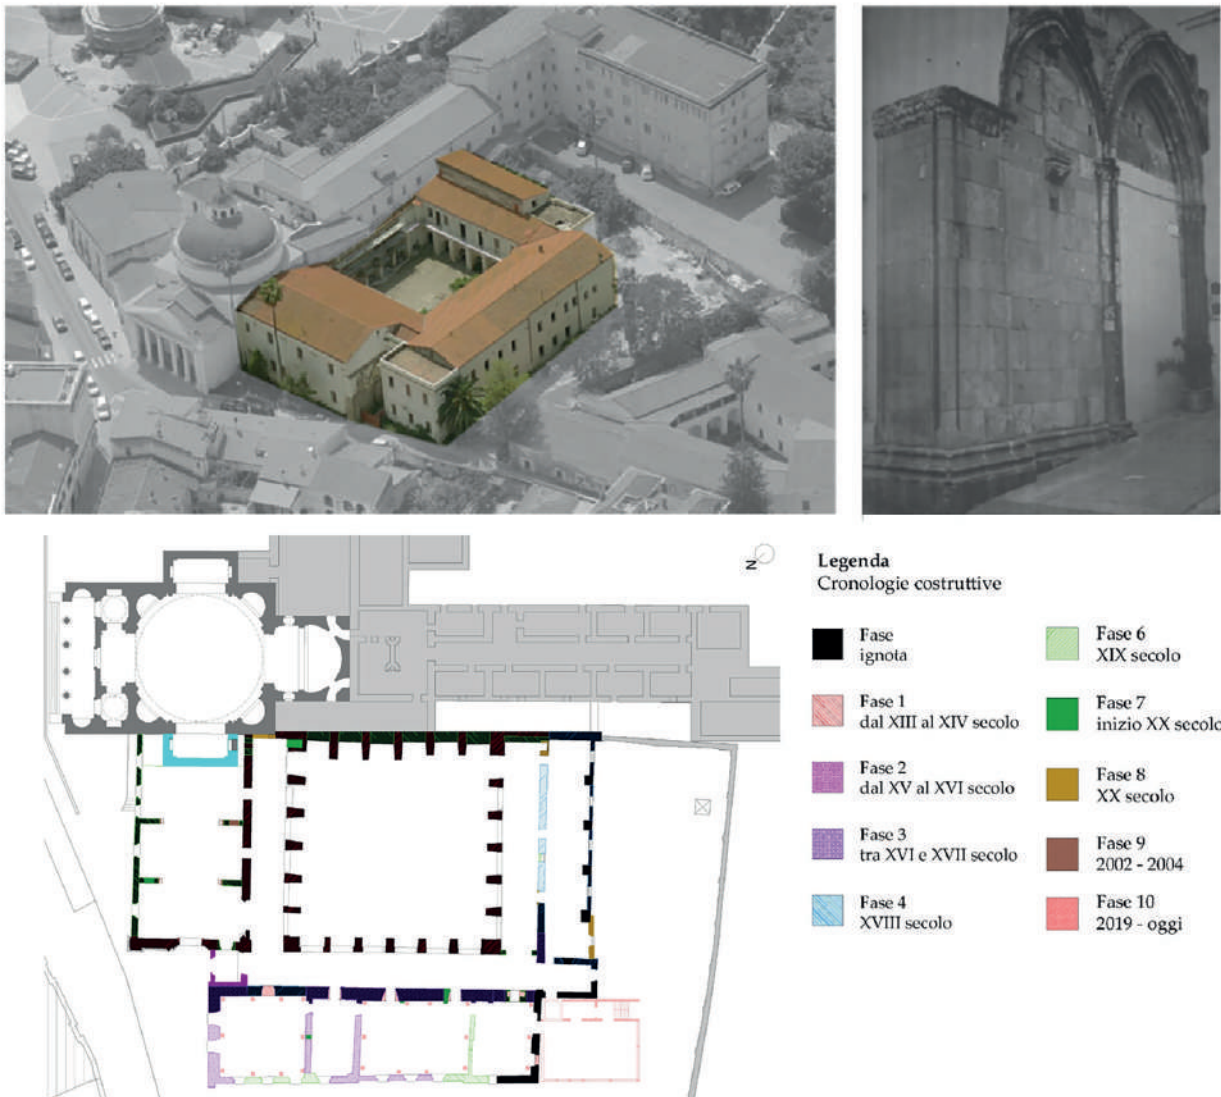 N
Legenda
Cronologie costruttive
Fase
ignota
Fase 1
dal XIII al XIV secolo
Fase 2
dal XV al XVI secolo
Fase 3
tra XVI e XVII secolo
Fase 4
XVIII secolo
Fase 6
XIX secolo
Fase 7
inizio XX secolo
Fase 8
XX secolo
Fase 9
2002 - 2004
Fase 10
2019 - oggi